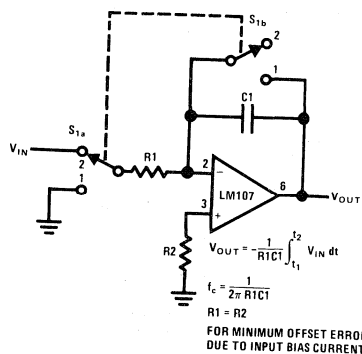 S1b
2
1
C1
S1a
VIN
2
1
R1
2
−
6
LM107
VOUT
3
+
R2
VOUT = −1/R1C1 ∫t1t2 VIN dt
fc = 1/2π R1C1
R1 = R2
FOR MINIMUM OFFSET ERROR
DUE TO INPUT BIAS CURRENT